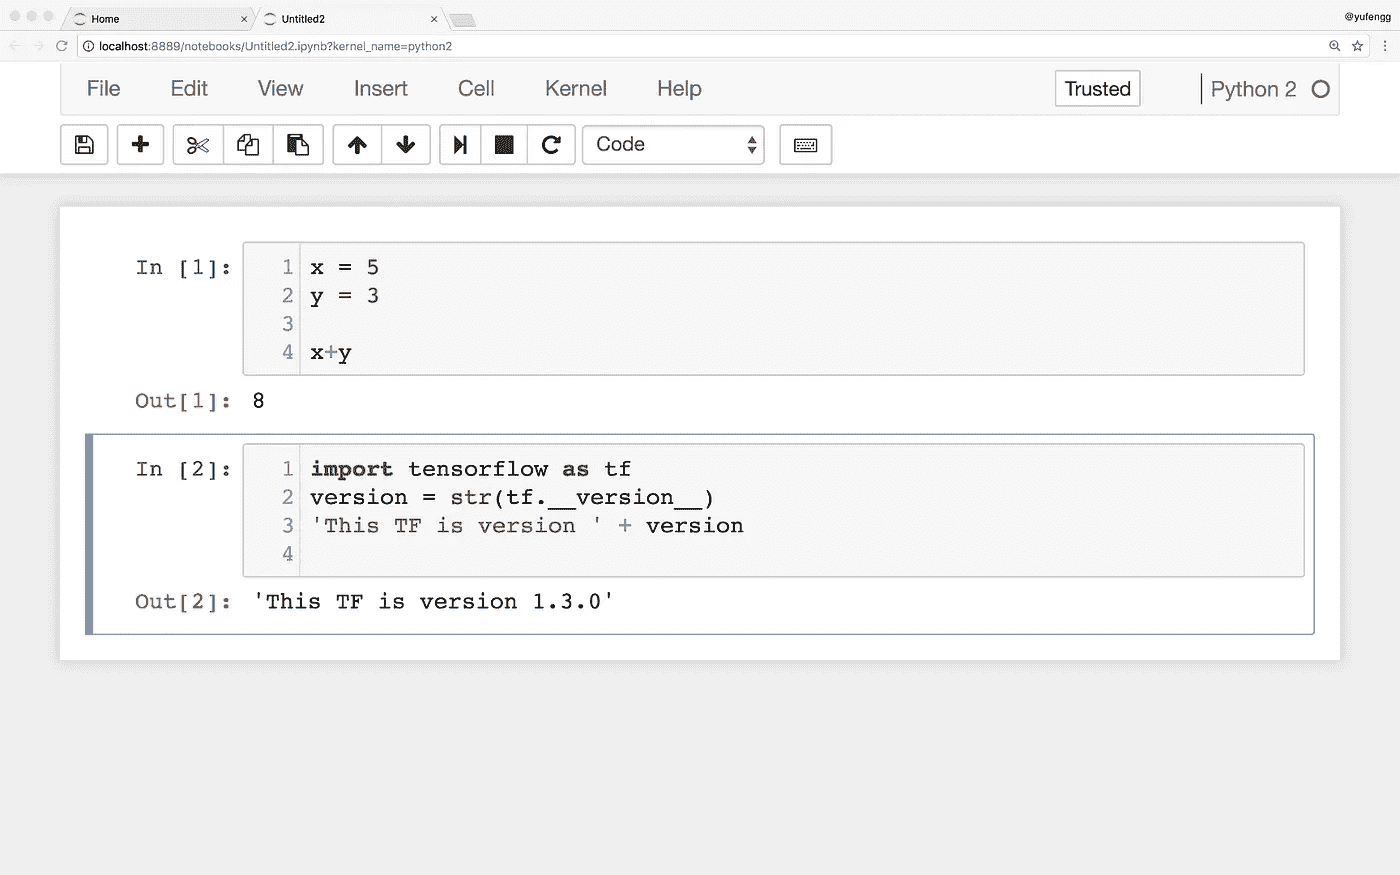 Home × Untitled2 × @yufengg
localhost:8889/notebooks/Untitled2.ipynb?kernel_name=python2
File Edit View Insert Cell Kernel Help Trusted Python 2
Code
In [1]: 1 x = 5
2 y = 3
3
4 x+y
Out[1]: 8
In [2]: 1 import tensorflow as tf
2 version = str(tf.__version__)
3 'This TF is version ' + version
4
Out[2]: 'This TF is version 1.3.0'